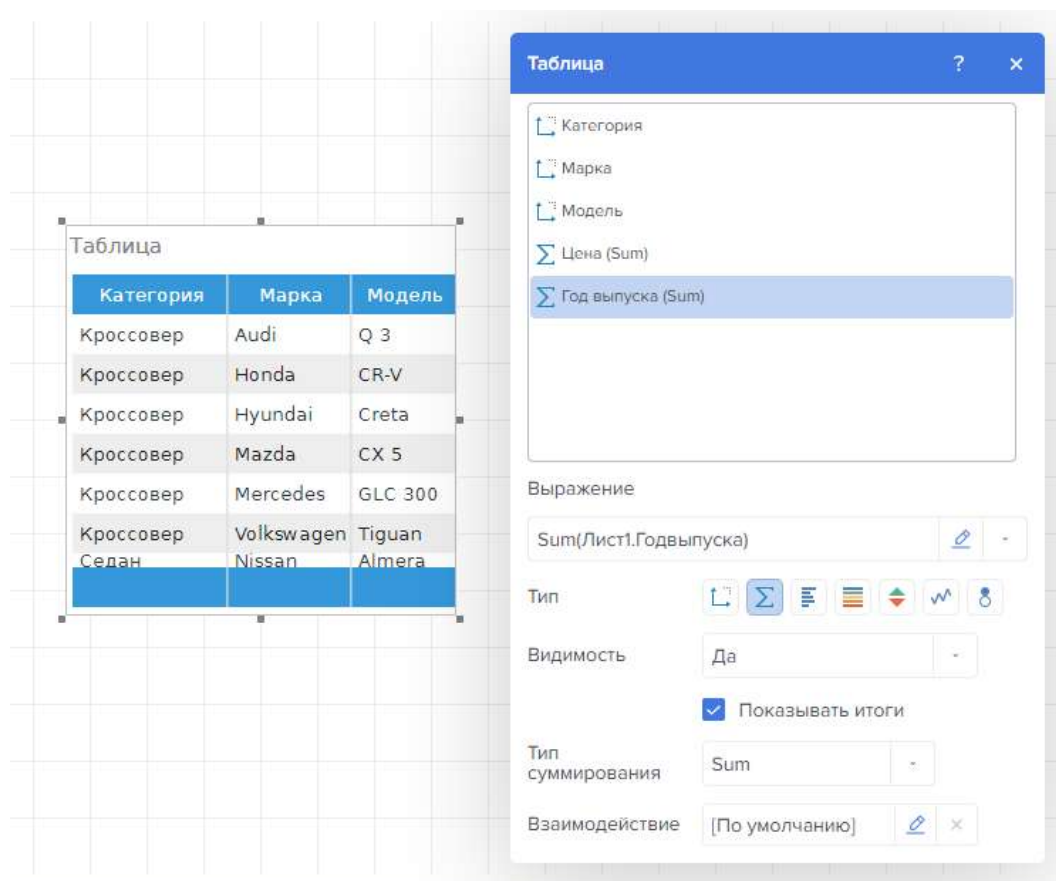 Таблица
Категория Марка Модель
Кроссовер Audi Q 3
Кроссовер Honda CR-V
Кроссовер Hyundai Creta
Кроссовер Mazda CX 5
Кроссовер Mercedes GLC 300
Кроссовер Volkswagen Tiguan
Седан Nissan Almera
Таблица ? ×
Категория
Марка
Модель
Цена (Sum)
Год выпуска (Sum)
Выражение
Sum(Лист1.Годвыпуска)
Тип
Видимость Да
Показывать итоги
Тип
суммирования Sum
Взаимодействие [По умолчанию]